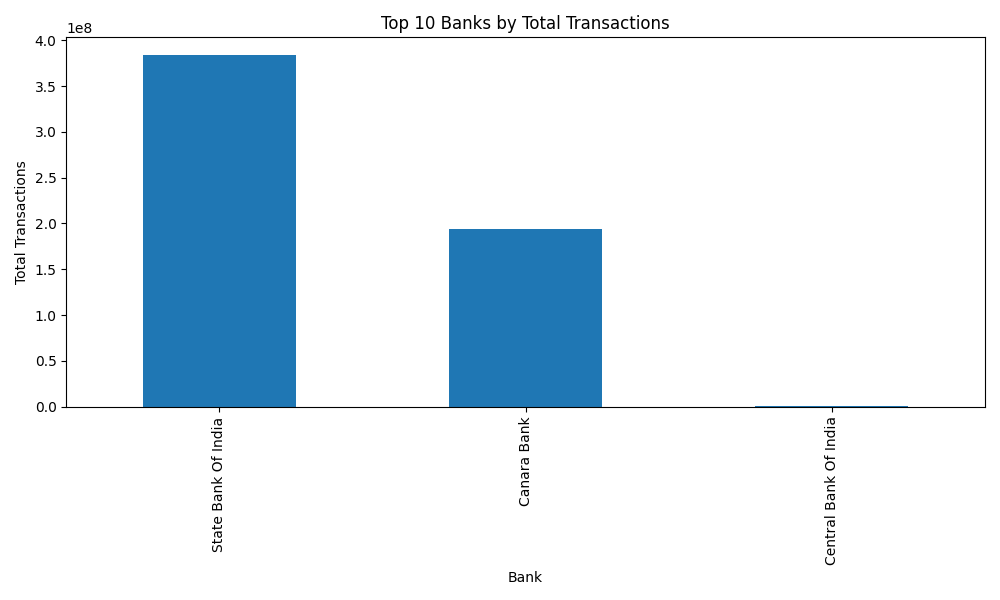 Top 10 Banks by Total Transactions
1e8
4.0
3.5
3.0
2.5
2.0
1.5
1.0
0.5
0.0
Total Transactions
State Bank Of India
Canara Bank
Central Bank Of India
Bank